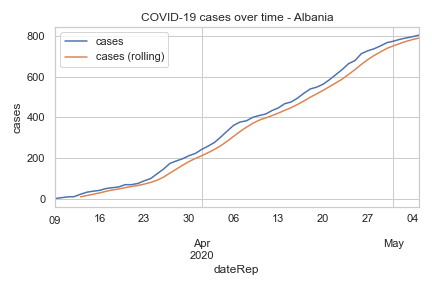 COVID-19 cases over time - Albania
cases
cases (rolling)
800
600
400
200
0
cases
09 16 23 30 06 13 20 27 04
Apr May
2020
dateRep